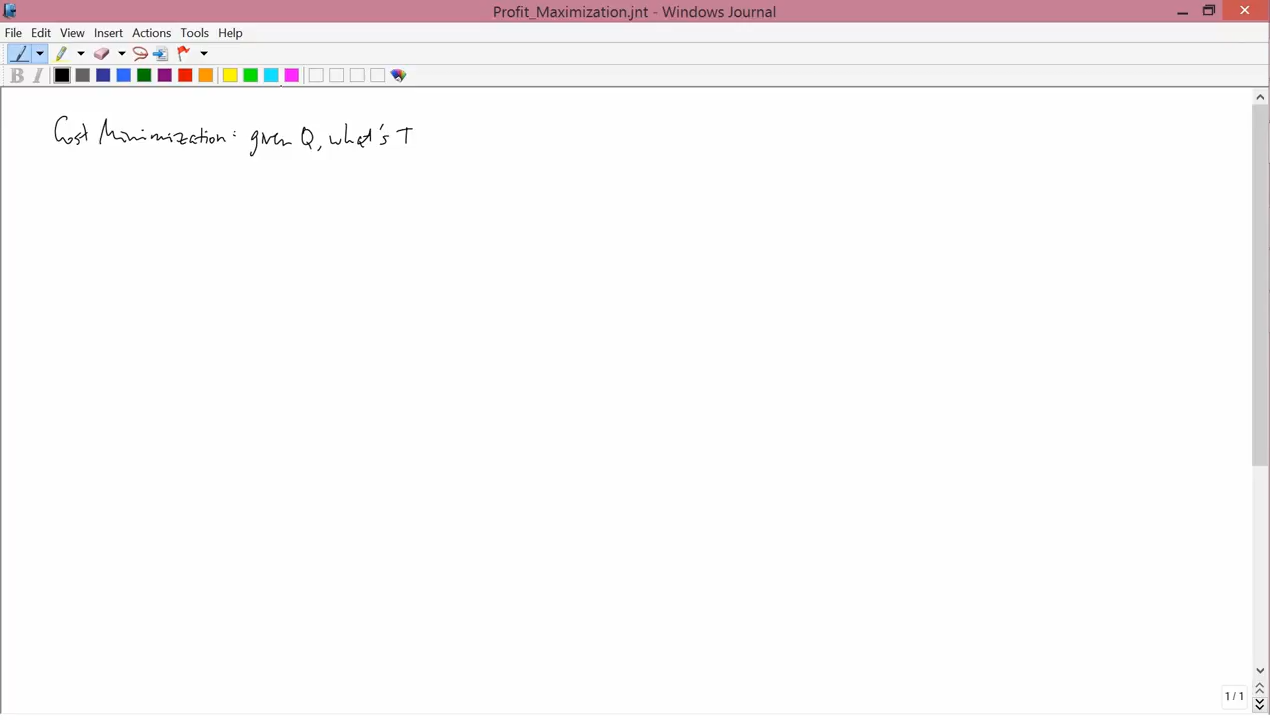 Profit_Maximization.jnt - Windows Journal
File Edit View Insert Actions Tools Help
B I
Cost Minimization: given Q, what's T
1 / 1